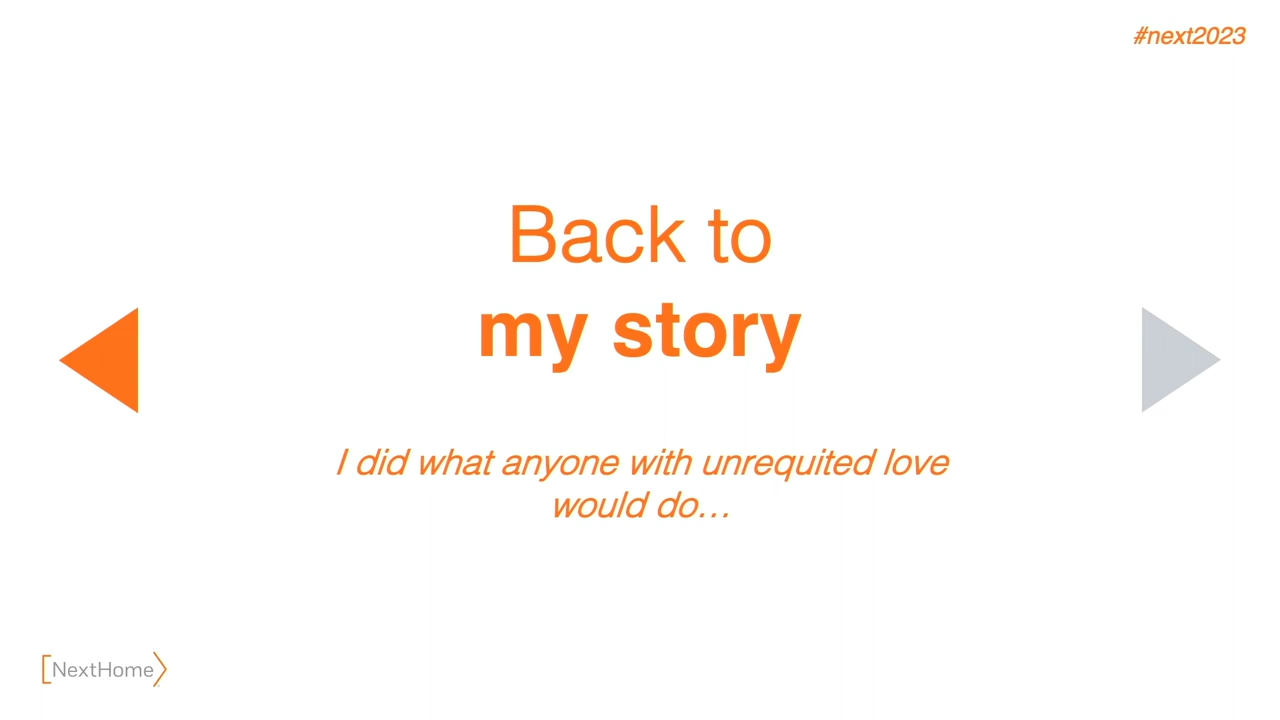 #next2023
Back to
my story
I did what anyone with unrequited love
would do…
NextHome